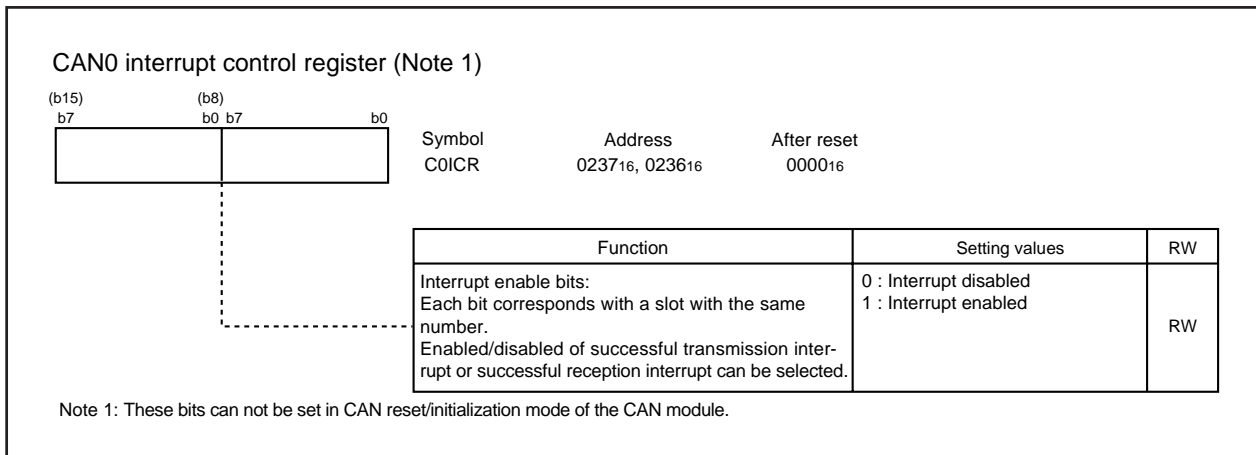 CAN0 interrupt control register (Note 1)
(b15) (b8)
b7 b0 b7 b0
Symbol Address After reset
C0ICR 023716, 023616 000016
Function Setting values RW
Interrupt enable bits: 0 : Interrupt disabled
Each bit corresponds with a slot with the same 1 : Interrupt enabled
number. RW
Enabled/disabled of successful transmission inter-
rupt or successful reception interrupt can be selected.
Note 1: These bits can not be set in CAN reset/initialization mode of the CAN module.